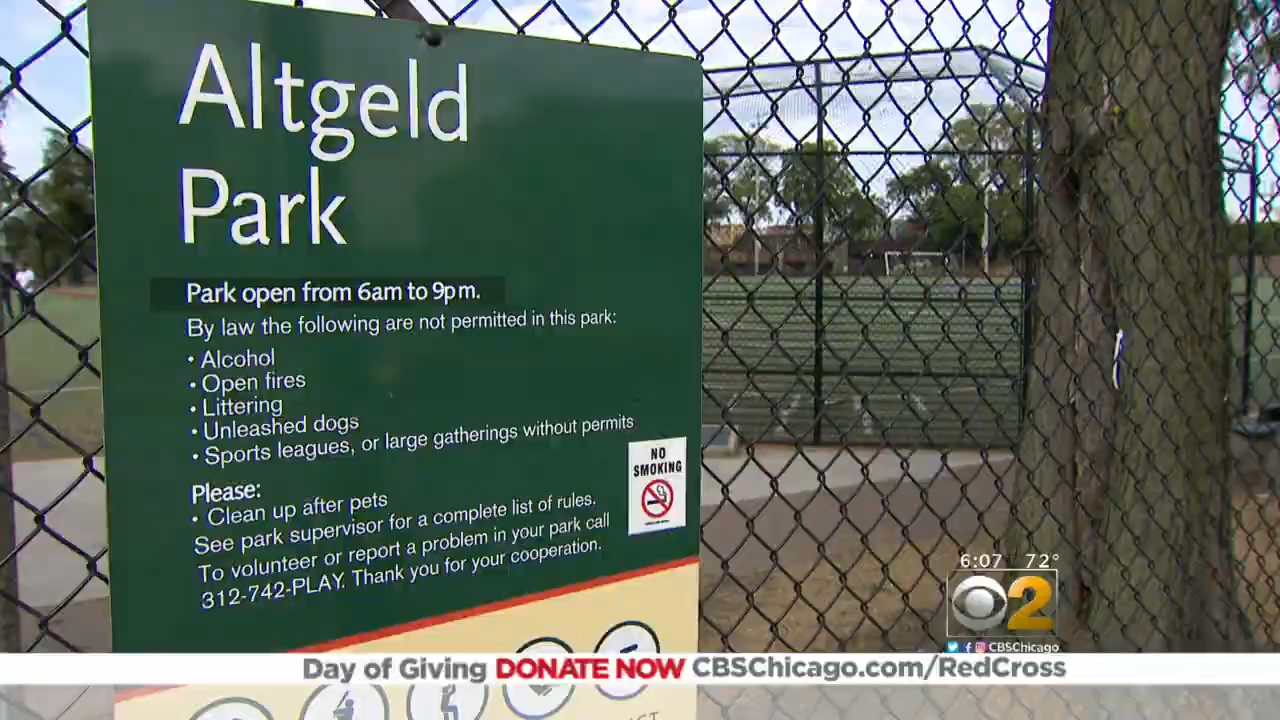 Altgeld
Park
Park open from 6am to 9pm.
By law the following are not permitted in this park:
• Alcohol
• Open fires
• Littering
• Unleashed dogs
• Sports leagues, or large gatherings without permits
NO
SMOKING
Please:
• Clean up after pets
See park supervisor for a complete list of rules.
To volunteer or report a problem in your park call
312-742-PLAY. Thank you for your cooperation.
6:07 72°
2
CBSChicago
Day of Giving DONATE NOW CBSChicago.com/RedCross